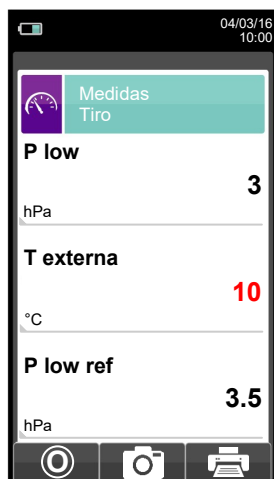 04/03/16
10:00
Medidas
Tiro
P low
3
hPa
T externa
10
°C
P low ref
3.5
hPa